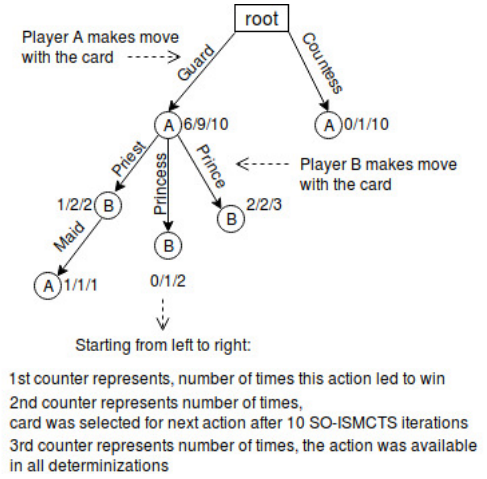 root
Player A makes move
with the card
Guard
Countess
A 6/9/10
A 0/1/10
Priest
Princess
Prince
Player B makes move
with the card
1/2/2 B
B 2/2/3
Maid
B
A 1/1/1
0/1/2
Starting from left to right:
1st counter represents, number of times this action led to win
2nd counter represents number of times,
card was selected for next action after 10 SO-ISMCTS iterations
3rd counter represents number of times, the action was available
in all determinizations